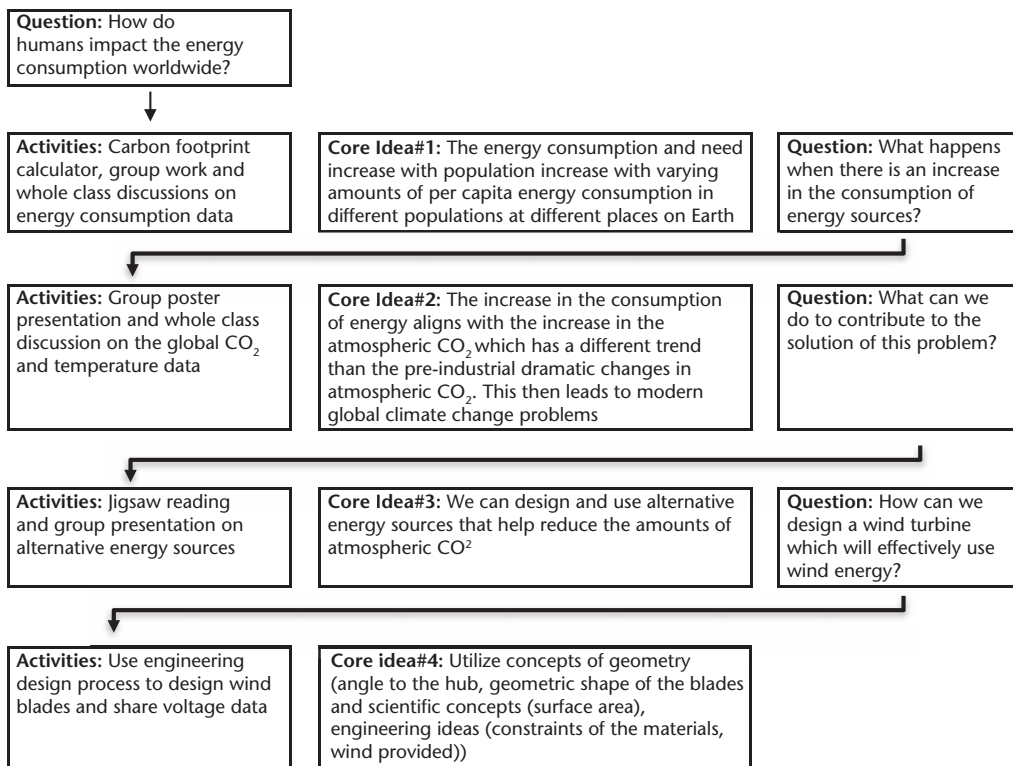 Question: How do
humans impact the energy
consumption worldwide?
Activities: Carbon footprint
calculator, group work and
whole class discussions on
energy consumption data
Core Idea#1: The energy consumption and need
increase with population increase with varying
amounts of per capita energy consumption in
different populations at different places on Earth
Question: What happens
when there is an increase
in the consumption of
energy sources?
Activities: Group poster
presentation and whole class
discussion on the global CO₂
and temperature data
Core Idea#2: The increase in the consumption
of energy aligns with the increase in the
atmospheric CO₂ which has a different trend
than the pre-industrial dramatic changes in
atmospheric CO₂. This then leads to modern
global climate change problems
Question: What can we
do to contribute to the
solution of this problem?
Activities: Jigsaw reading
and group presentation on
alternative energy sources
Core Idea#3: We can design and use alternative
energy sources that help reduce the amounts of
atmospheric CO²
Question: How can we
design a wind turbine
which will effectively use
wind energy?
Activities: Use engineering
design process to design wind
blades and share voltage data
Core idea#4: Utilize concepts of geometry
(angle to the hub, geometric shape of the blades
and scientific concepts (surface area),
engineering ideas (constraints of the materials,
wind provided))